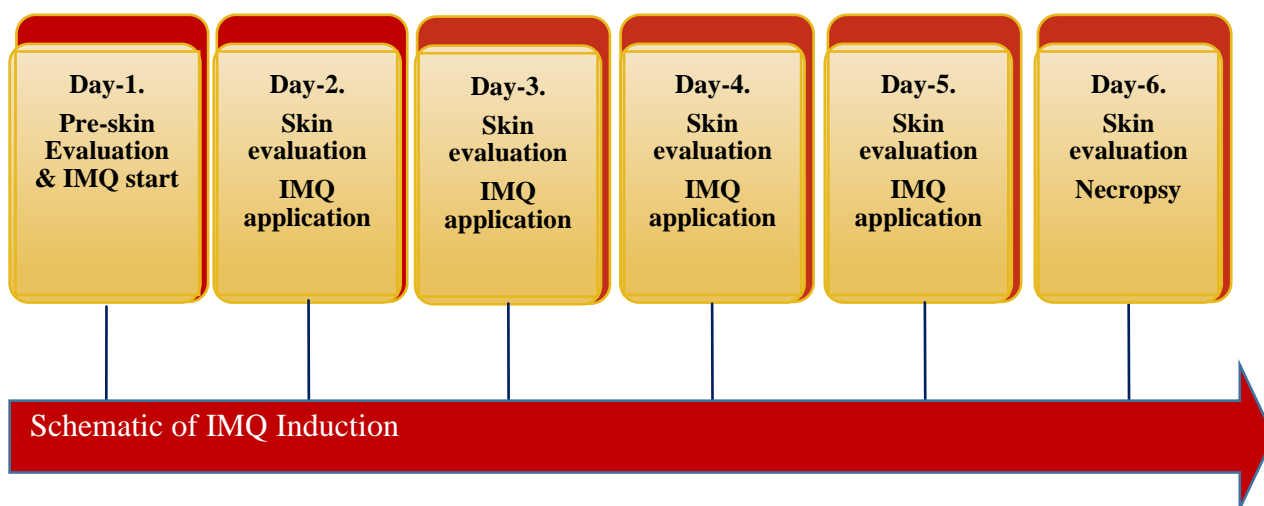 Day-1.
Pre-skin
Evaluation
& IMQ start
Day-2.
Skin
evaluation
IMQ
application
Day-3.
Skin
evaluation
IMQ
application
Day-4.
Skin
evaluation
IMQ
application
Day-5.
Skin
evaluation
IMQ
application
Day-6.
Skin
evaluation
Necropsy
Schematic of IMQ Induction